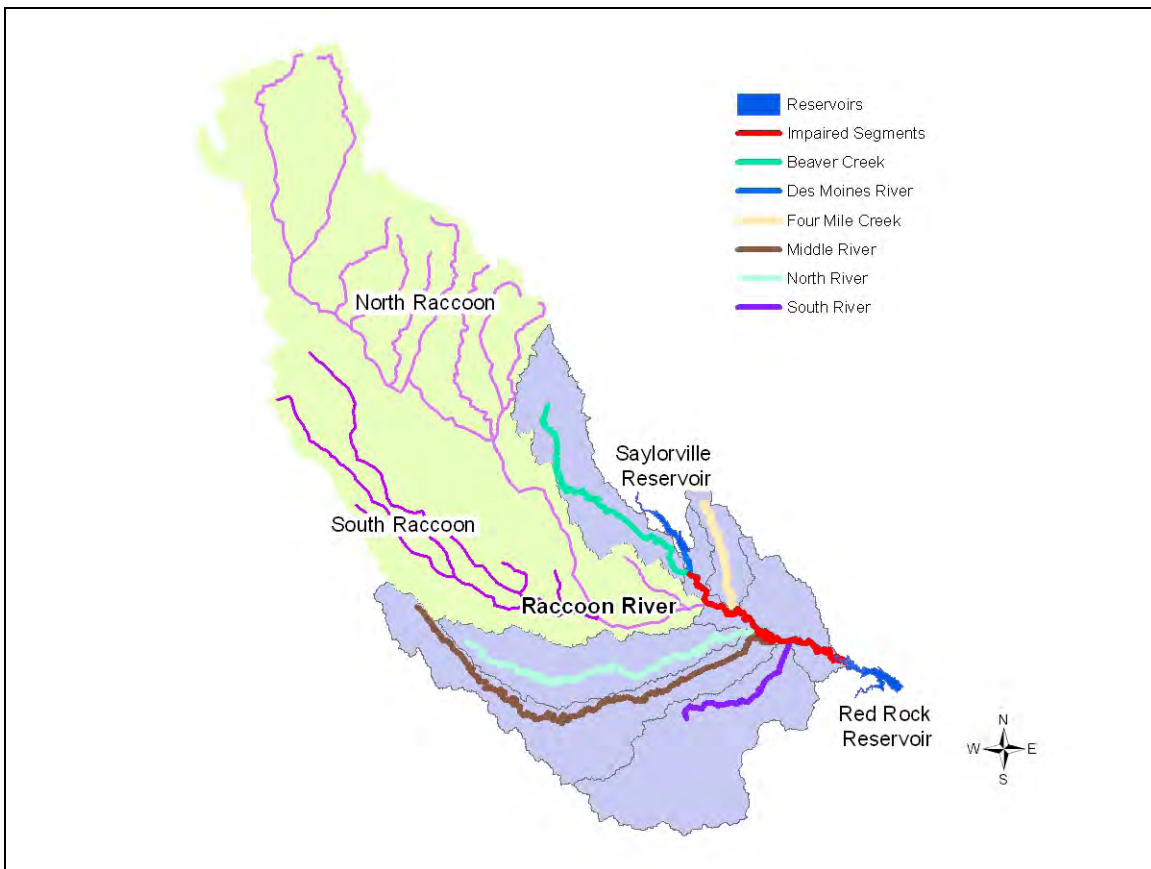 Reservoirs
Impaired Segments
Beaver Creek
Des Moines River
Four Mile Creek
Middle River
North River
South River
North Raccoon
Saylorville
Reservoir
South Raccoon
Raccoon River
Red Rock
Reservoir
N
W E
S